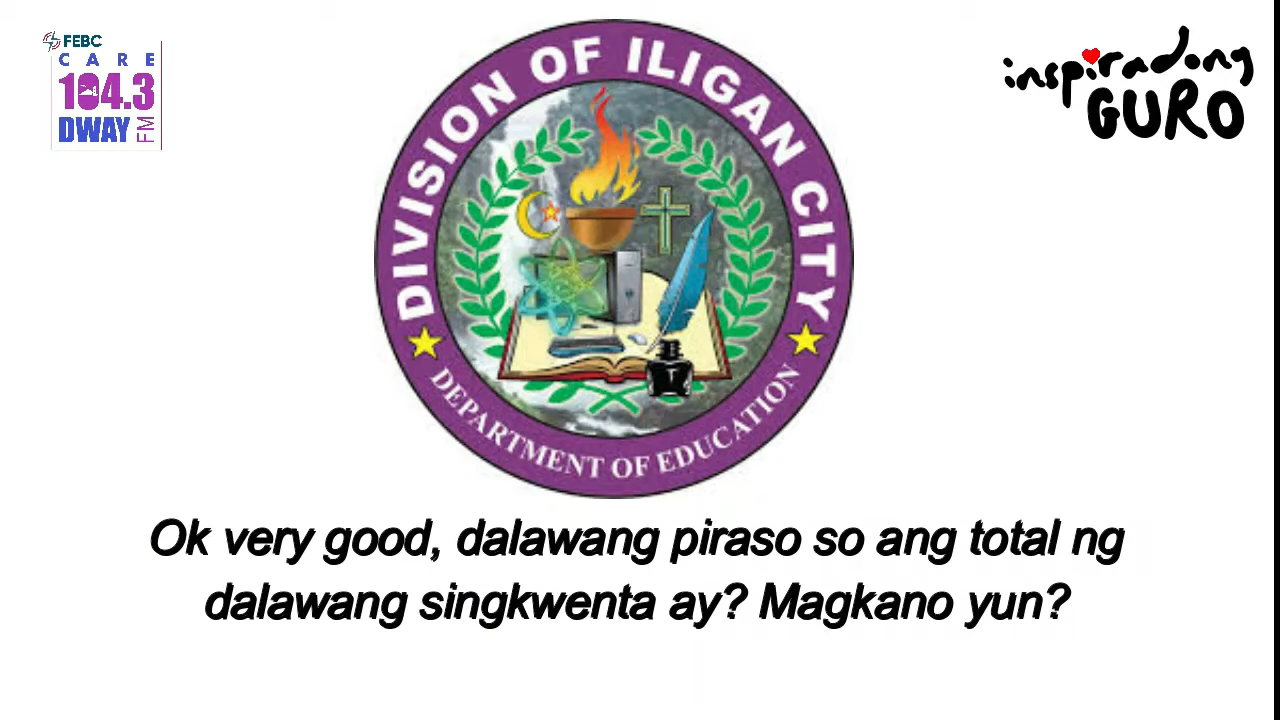 FEBC
CARE
104.3
DWAY FM
inspiradong
GURO
DIVISION OF ILIGAN CITY
DEPARTMENT OF EDUCATION
Ok very good, dalawang piraso so ang total ng
dalawang singkwenta ay? Magkano yun?